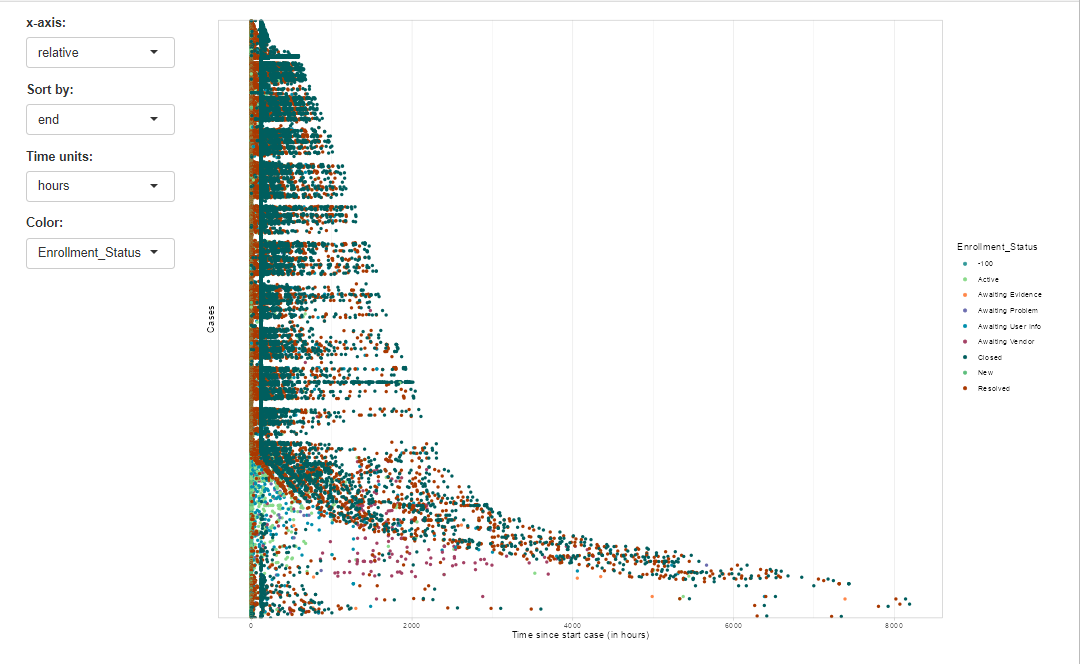 x-axis:
relative
Sort by:
end
Time units:
hours
Color:
Enrollment_Status
Cases
0
2000
4000
6000
8000
Time since start case (in hours)
Enrollment_Status
-100
Active
Awaiting Evidence
Awaiting Problem
Awaiting User Info
Awaiting Vendor
Closed
New
Resolved